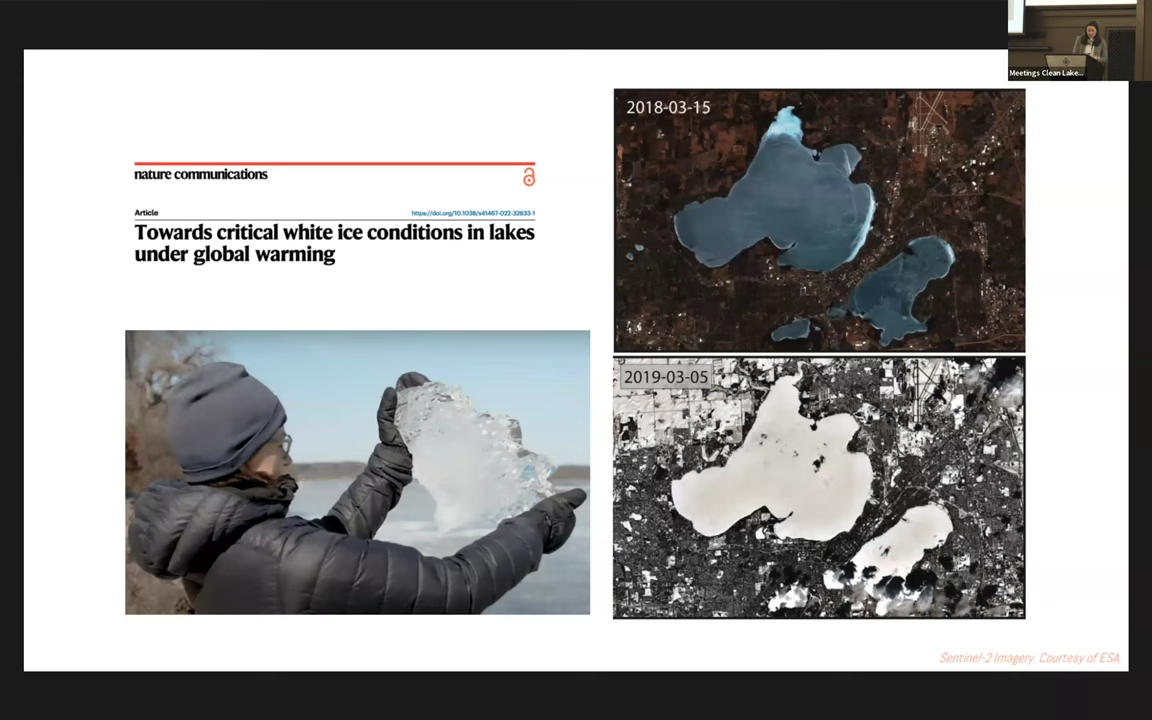 Meetings Clean Lake...
nature communications
Article
https://doi.org/10.1038/s41467-022-32633-1
Towards critical white ice conditions in lakes
under global warming
2018-03-15
2019-03-05
Sentinel-2 Imagery. Courtesy of ESA.